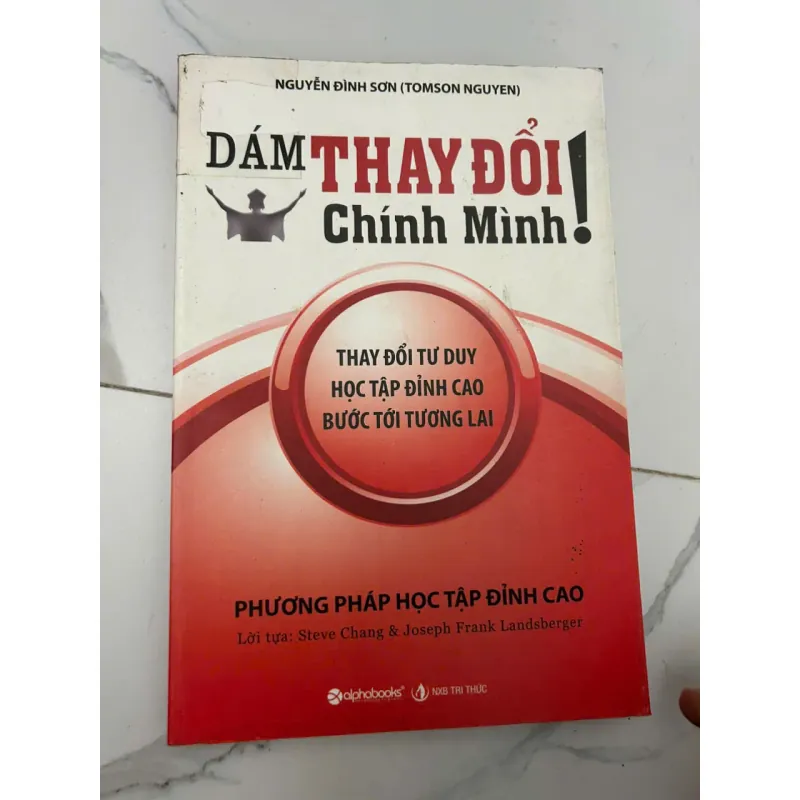 NGUYỄN ĐÌNH SƠN (TOMSON NGUYEN)
DÁM THAY ĐỔI
Chính Mình!
THAY ĐỔI TƯ DUY
HỌC TẬP ĐỈNH CAO
BƯỚC TỚI TƯƠNG LAI
PHƯƠNG PHÁP HỌC TẬP ĐỈNH CAO
Lời tựa: Steve Chang & Joseph Frank Landsberger
alphabooks®
NXB TRI THỨC